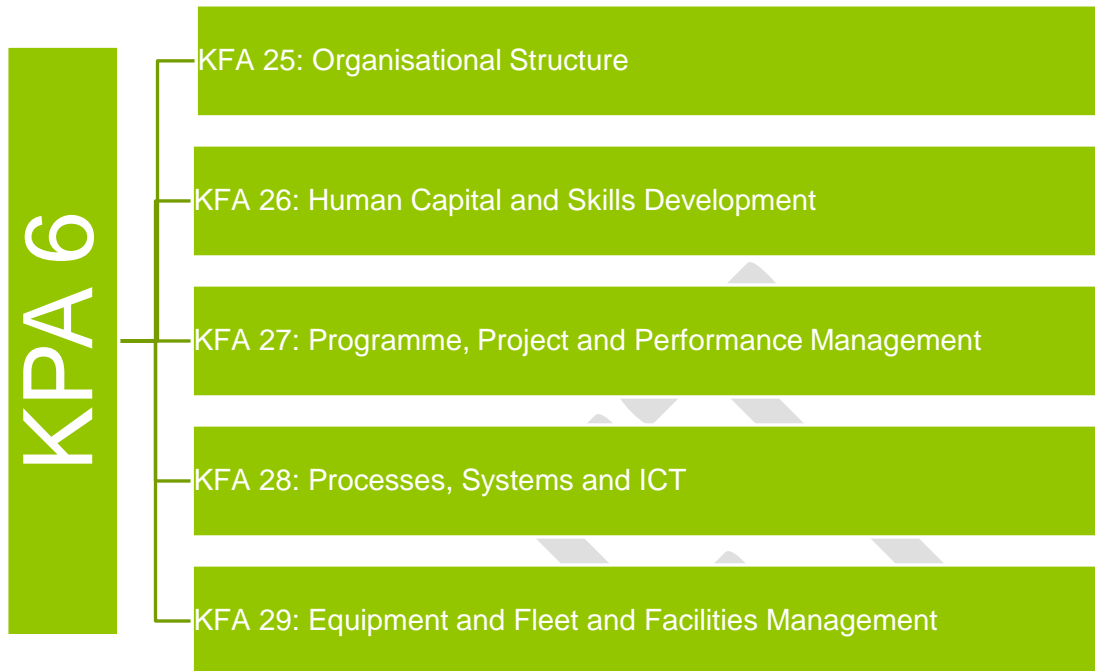 KPA 6
KFA 25: Organisational Structure
KFA 26: Human Capital and Skills Development
KFA 27: Programme, Project and Performance Management
KFA 28: Processes, Systems and ICT
KFA 29: Equipment and Fleet and Facilities Management